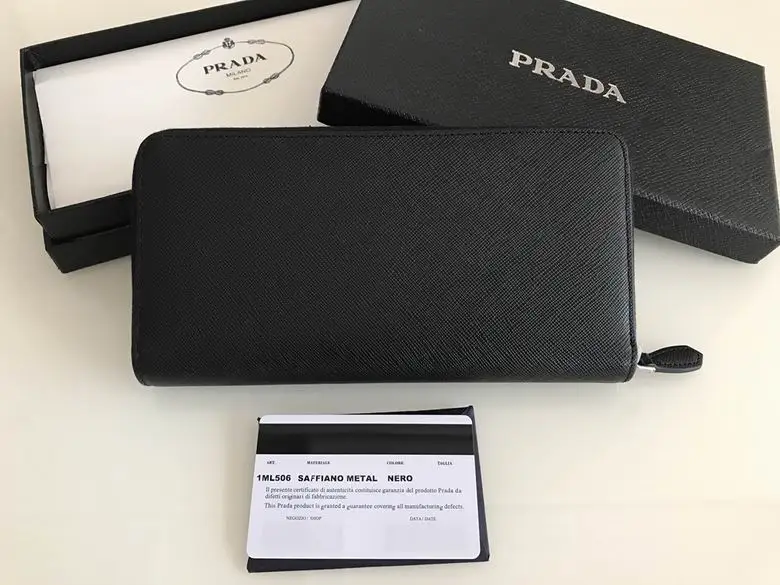 PRADA
MILANO
PRADA
ART. MATERIALE COLORE TAGLIA
1ML506 SAFFIANO METAL NERO
Il presente certificato di autenticità costituisce garanzia del prodotto Prada da
difetti originari di fabbricazione.
This Prada product is granted a guarantee covering all manufacturing defects.
NEGOZIO / SHOP DATA / DATE